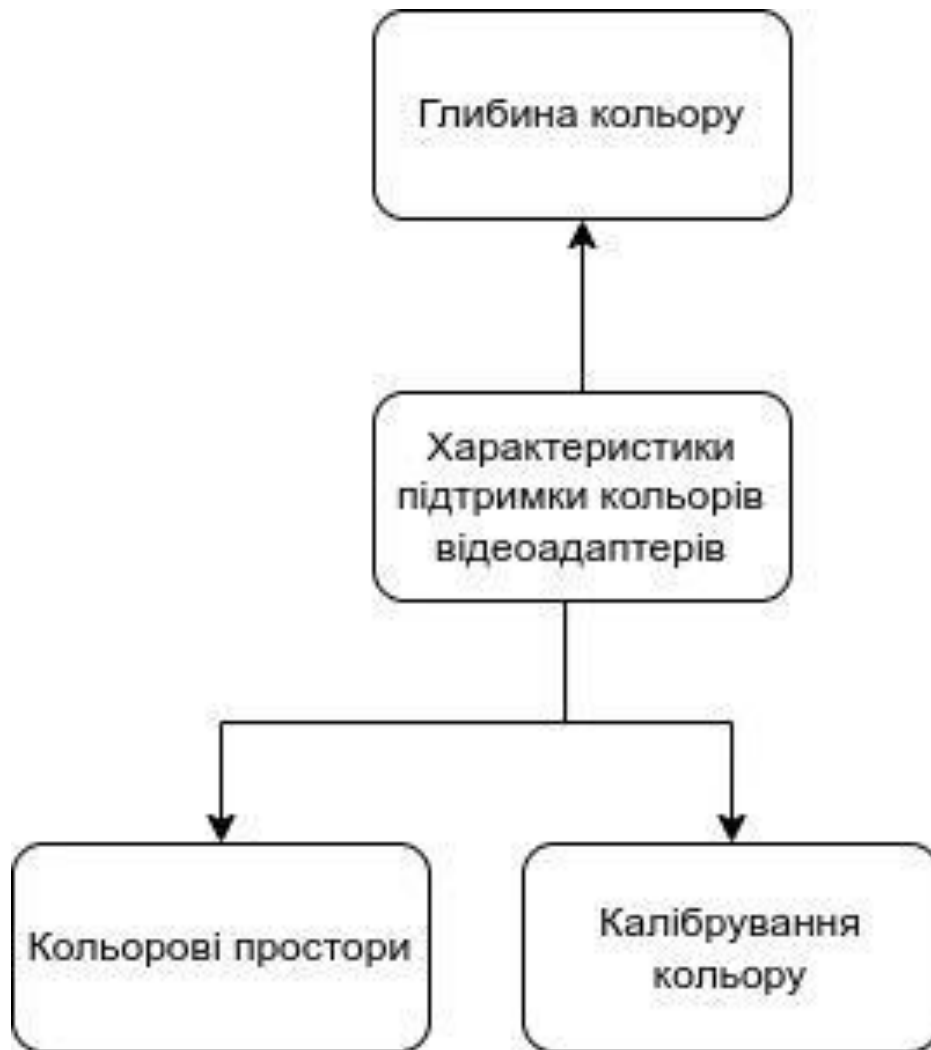 Глибина кольору
Характеристики
підтримки кольорів
відеоадаптерів
Кольорові простори
Калібрування
кольору